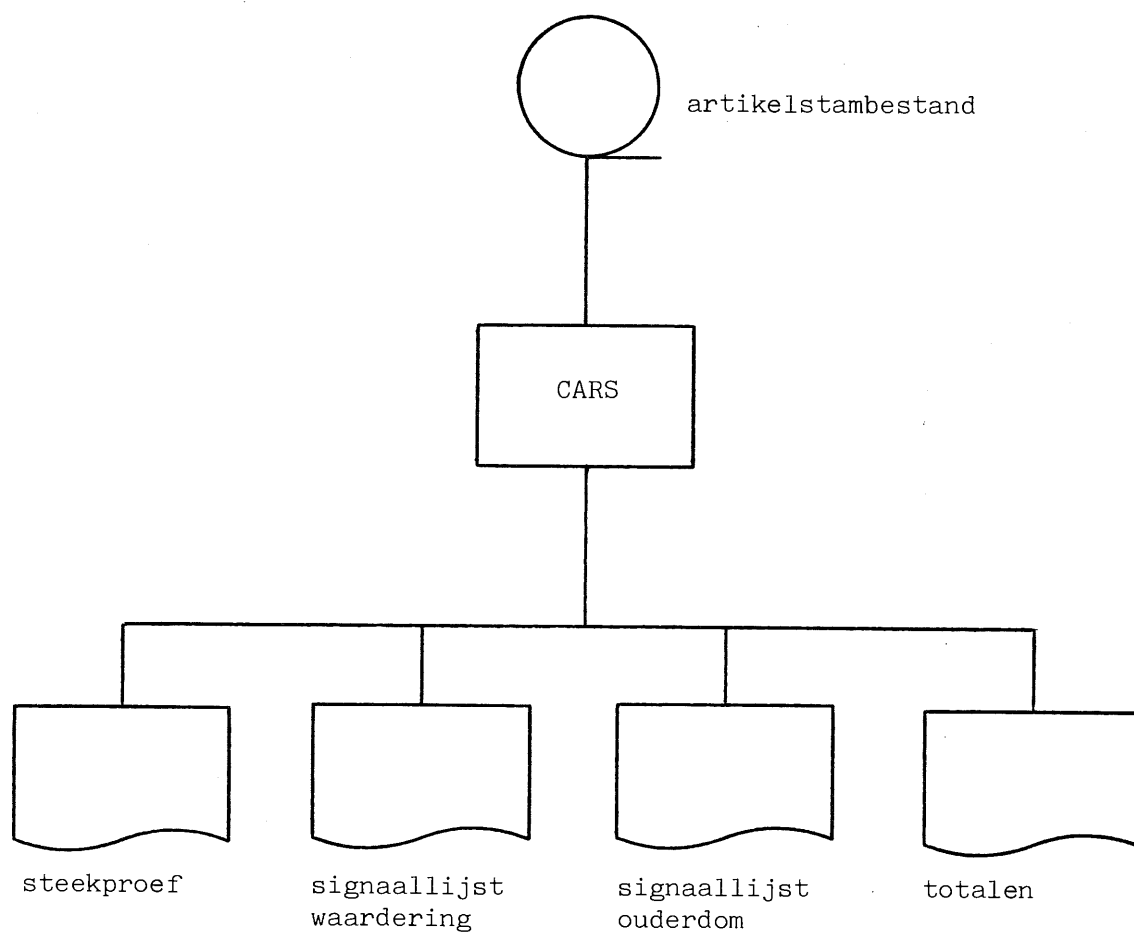 artikelstambestand
CARS
steekproef
signaallijst
waardering
signaallijst
ouderdom
totalen